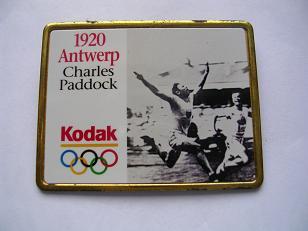 1920
Antwerp
Charles
Paddock
Kodak